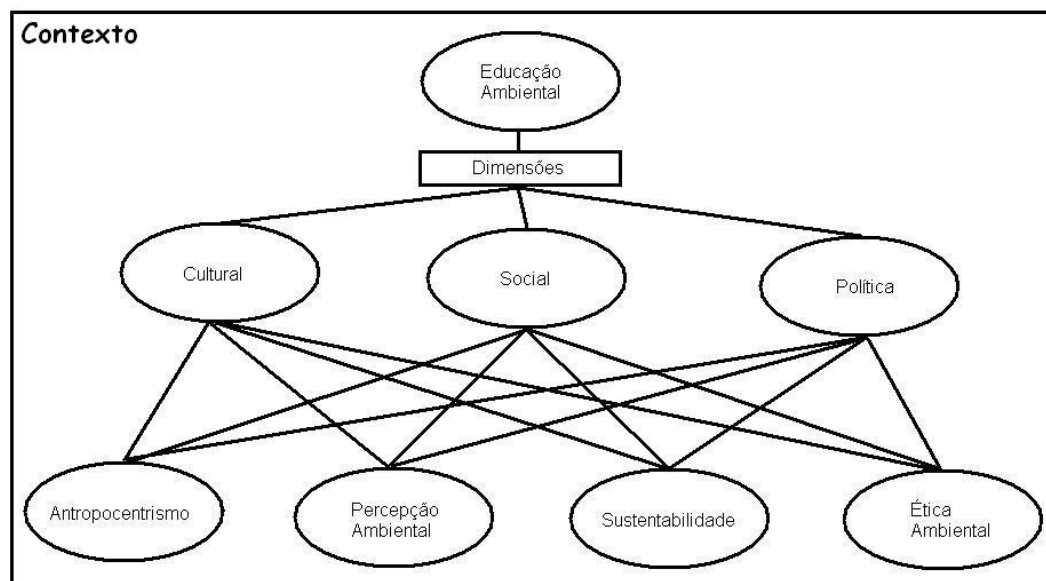 Contexto
Educação
Ambiental
Dimensões
Cultural
Social
Política
Antropocentrismo
Percepção
Ambiental
Sustentabilidade
Ética
Ambiental